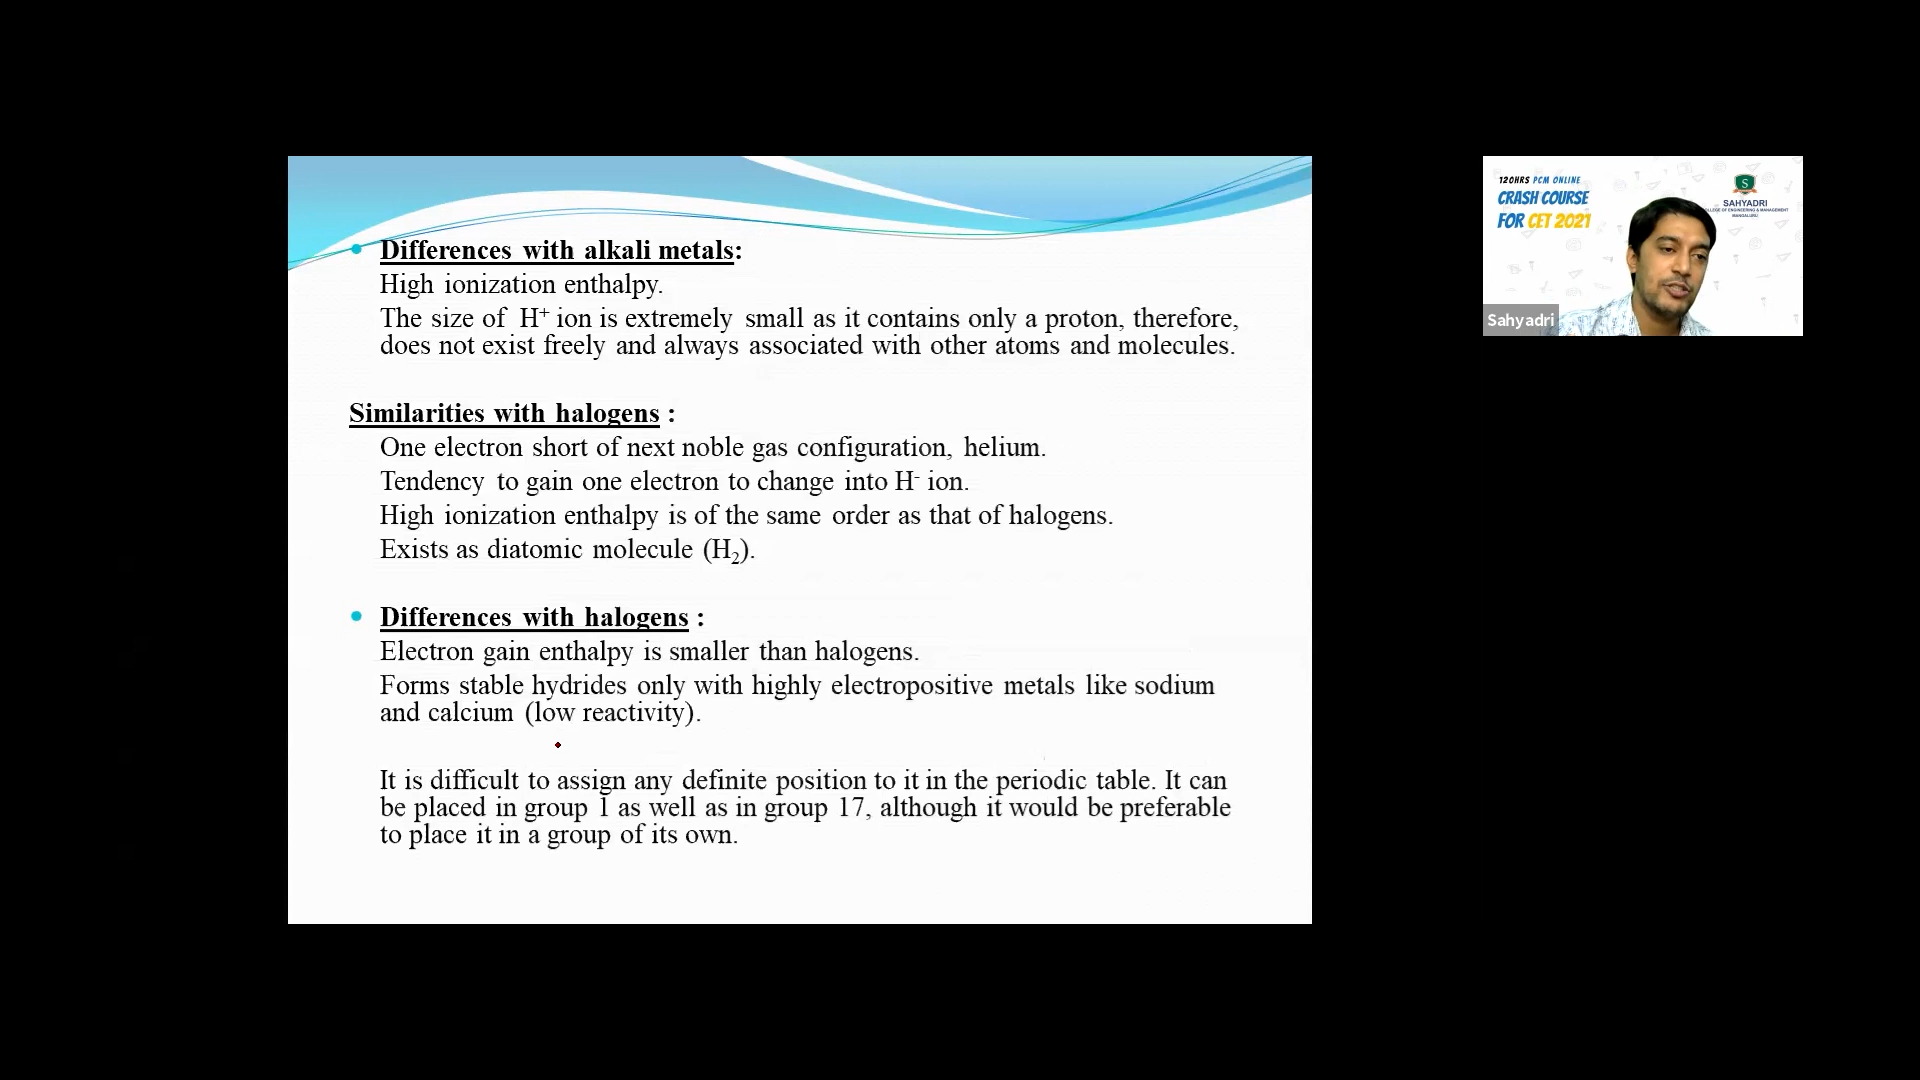 Differences with alkali metals:
High ionization enthalpy.
The size of H⁺ ion is extremely small as it contains only a proton, therefore,
does not exist freely and always associated with other atoms and molecules.
Similarities with halogens :
One electron short of next noble gas configuration, helium.
Tendency to gain one electron to change into H⁻ ion.
High ionization enthalpy is of the same order as that of halogens.
Exists as diatomic molecule (H₂).
Differences with halogens :
Electron gain enthalpy is smaller than halogens.
Forms stable hydrides only with highly electropositive metals like sodium
and calcium (low reactivity).
It is difficult to assign any definite position to it in the periodic table. It can
be placed in group 1 as well as in group 17, although it would be preferable
to place it in a group of its own.
120HRS PCM ONLINE
CRASH COURSE
FOR CET 2021
S
SAHYADRI
COLLEGE OF ENGINEERING & MANAGEMENT
MANGALURU
Sahyadri